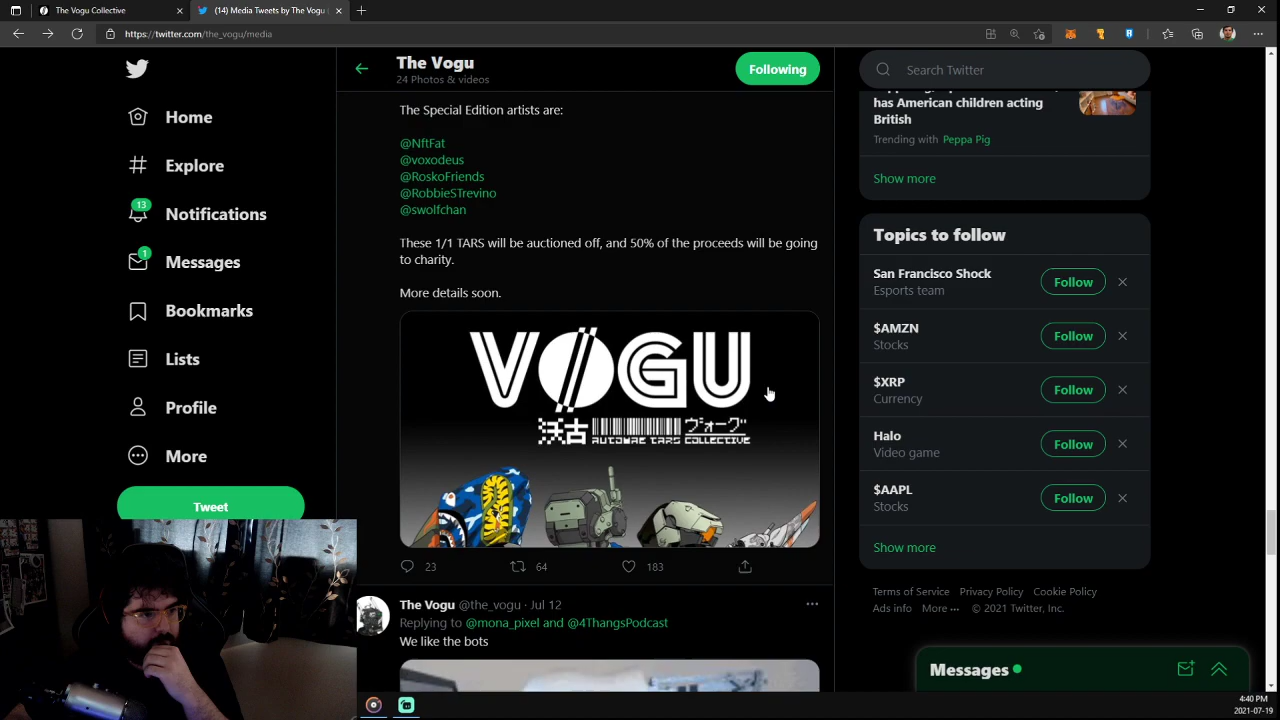 The Vogu Collective
(14) Media Tweets by The Vogu (
https://twitter.com/the_vogu/media
Home
Explore
13
Notifications
1
Messages
Bookmarks
Lists
Profile
More
Tweet
The Vogu
24 Photos & videos
Following
The Special Edition artists are:
@NftFat
@voxodeus
@RoskoFriends
@RobbieSTrevino
@swolfchan
These 1/1 TARS will be auctioned off, and 50% of the proceeds will be going
to charity.
More details soon.
VOGU
沃古
ヴォーグ
AUTOMAE TARS COLLECTIVE
23
64
183
The Vogu @the_vogu · Jul 12
Replying to @mona_pixel and @4ThangsPodcast
We like the bots
Search Twitter
has American children acting
British
Trending with Peppa Pig
Show more
Topics to follow
San Francisco Shock
Esports team
Follow
$AMZN
Stocks
Follow
$XRP
Currency
Follow
Halo
Video game
Follow
$AAPL
Stocks
Follow
Show more
Terms of Service Privacy Policy Cookie Policy
Ads info More ··· © 2021 Twitter, Inc.
Messages
4:40 PM
2021-07-19